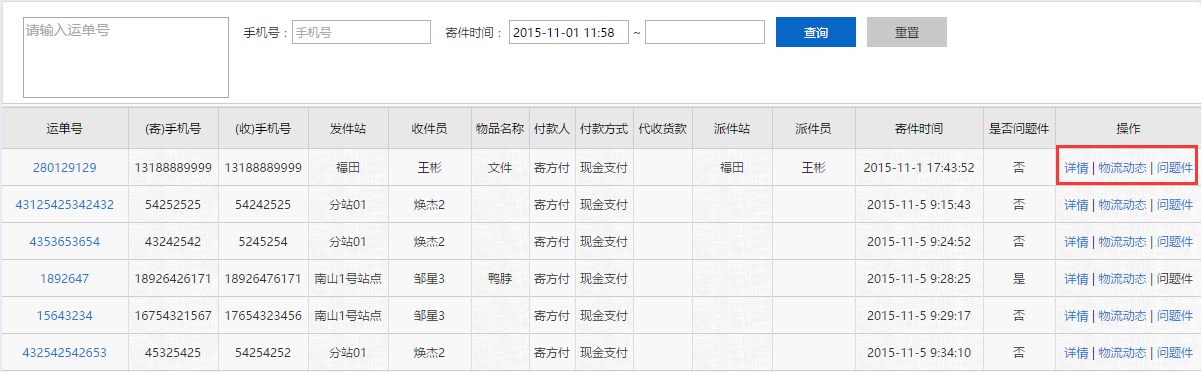 请输入运单号 手机号： 手机号 寄件时间： 2015-11-01 11:58 ~ 查询 重置
运单号 (寄)手机号 (收)手机号 发件站 收件员 物品名称 付款人 付款方式 代收货款 派件站 派件员 寄件时间 是否问题件 操作
280129129 13188889999 13188889999 福田 王彬 文件 寄方付 现金支付 福田 王彬 2015-11-1 17:43:52 否 详情 | 物流动态 | 问题件
43125425342432 54252525 54242525 分站01 焕杰2 寄方付 现金支付 2015-11-5 9:15:43 否 详情 | 物流动态 | 问题件
4353653654 43242542 5245254 分站01 焕杰2 寄方付 现金支付 2015-11-5 9:24:52 否 详情 | 物流动态 | 问题件
1892647 18926426171 18926476171 南山1号站点 邹星3 鸭脖 寄方付 现金支付 2015-11-5 9:28:25 是 详情 | 物流动态 | 问题件
15643234 16754321567 17654323456 南山1号站点 邹星3 寄方付 现金支付 2015-11-5 9:29:17 否 详情 | 物流动态 | 问题件
432542542653 45325425 54254252 分站01 焕杰2 寄方付 现金支付 2015-11-5 9:34:10 否 详情 | 物流动态 | 问题件